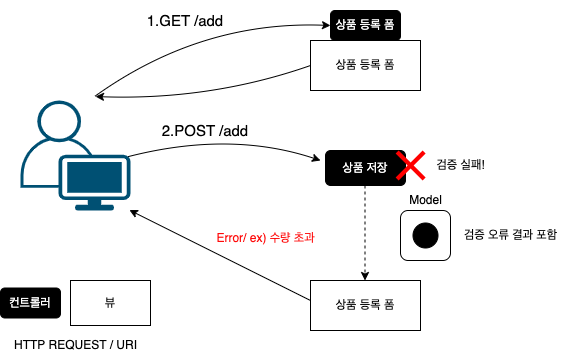 1.GET /add
상품 등록 폼
상품 등록 폼
2.POST /add
상품 저장
검증 실패!
Model
검증 오류 결과 포함
Error/ ex) 수량 초과
상품 등록 폼
컨트롤러
뷰
HTTP REQUEST / URI